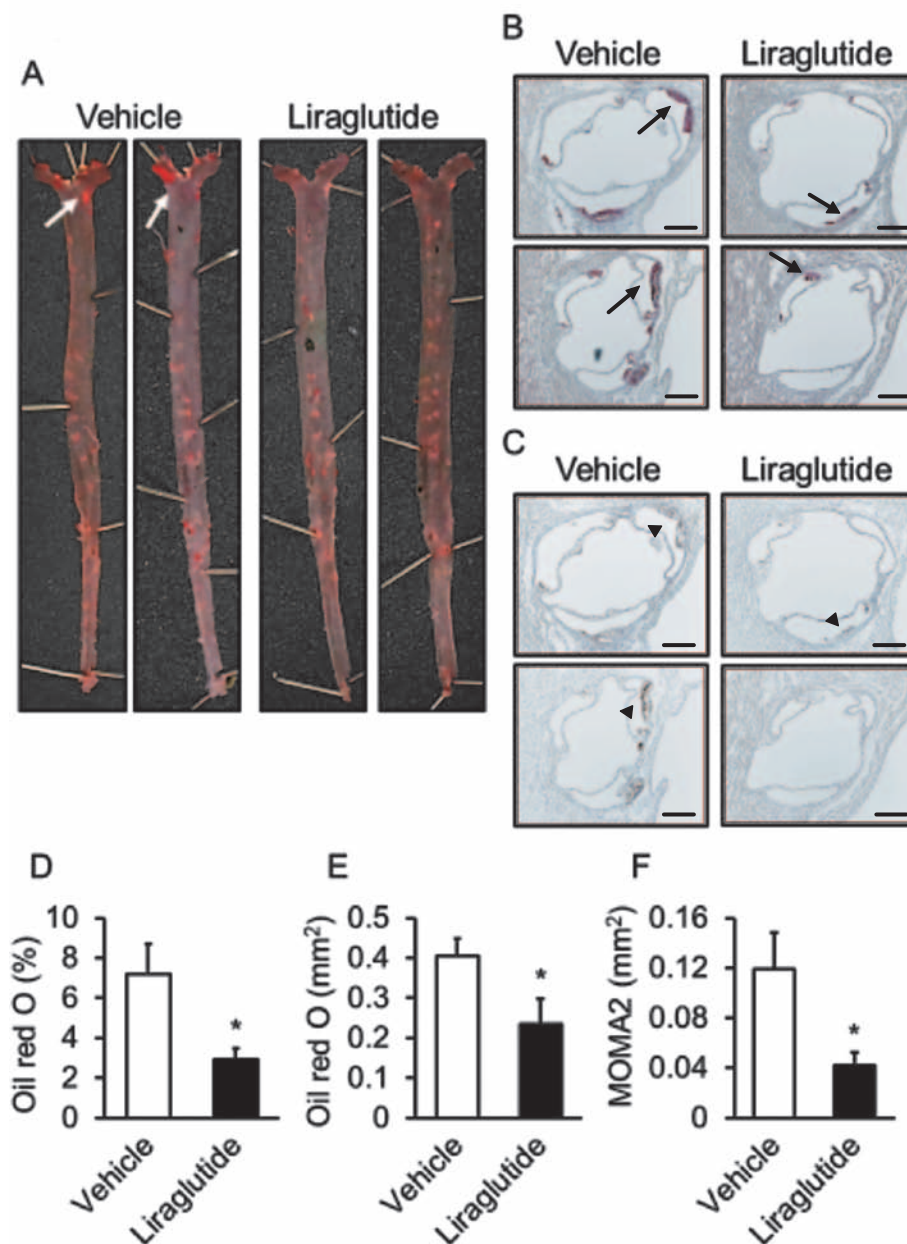 A
Vehicle
Liraglutide
B
Vehicle
Liraglutide
C
Vehicle
Liraglutide
D
Oil red O (%)
10
8
6
4
2
0
*
Vehicle
Liraglutide
E
Oil red O (mm²)
0.5
0.4
0.3
0.2
0.1
0
*
Vehicle
Liraglutide
F
MOMA2 (mm²)
0.16
0.12
0.08
0.04
0
*
Vehicle
Liraglutide